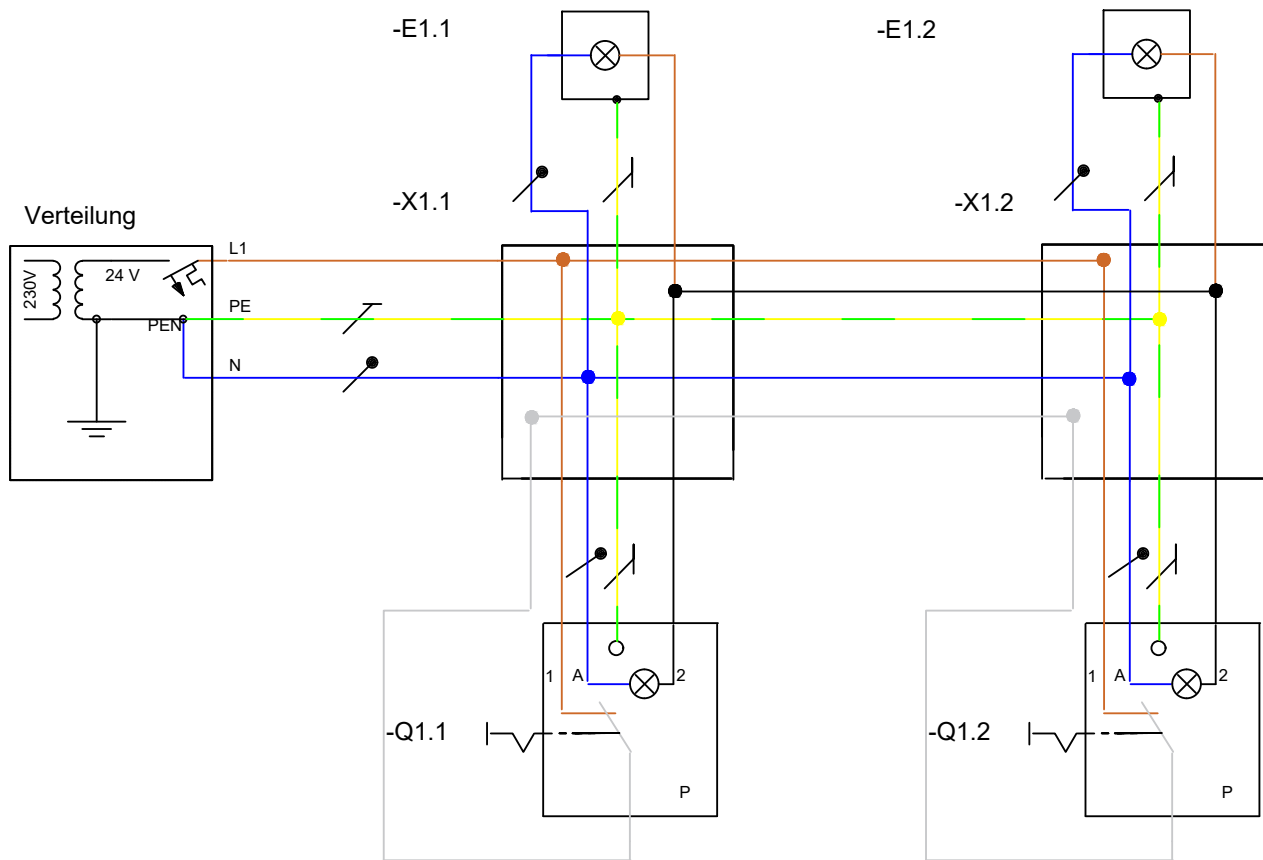 -E1.1
-E1.2
-X1.1
-X1.2
Verteilung
L1
230V
24 V
PE
PEN
N
1 A 2
1 A 2
-Q1.1
-Q1.2
P
P